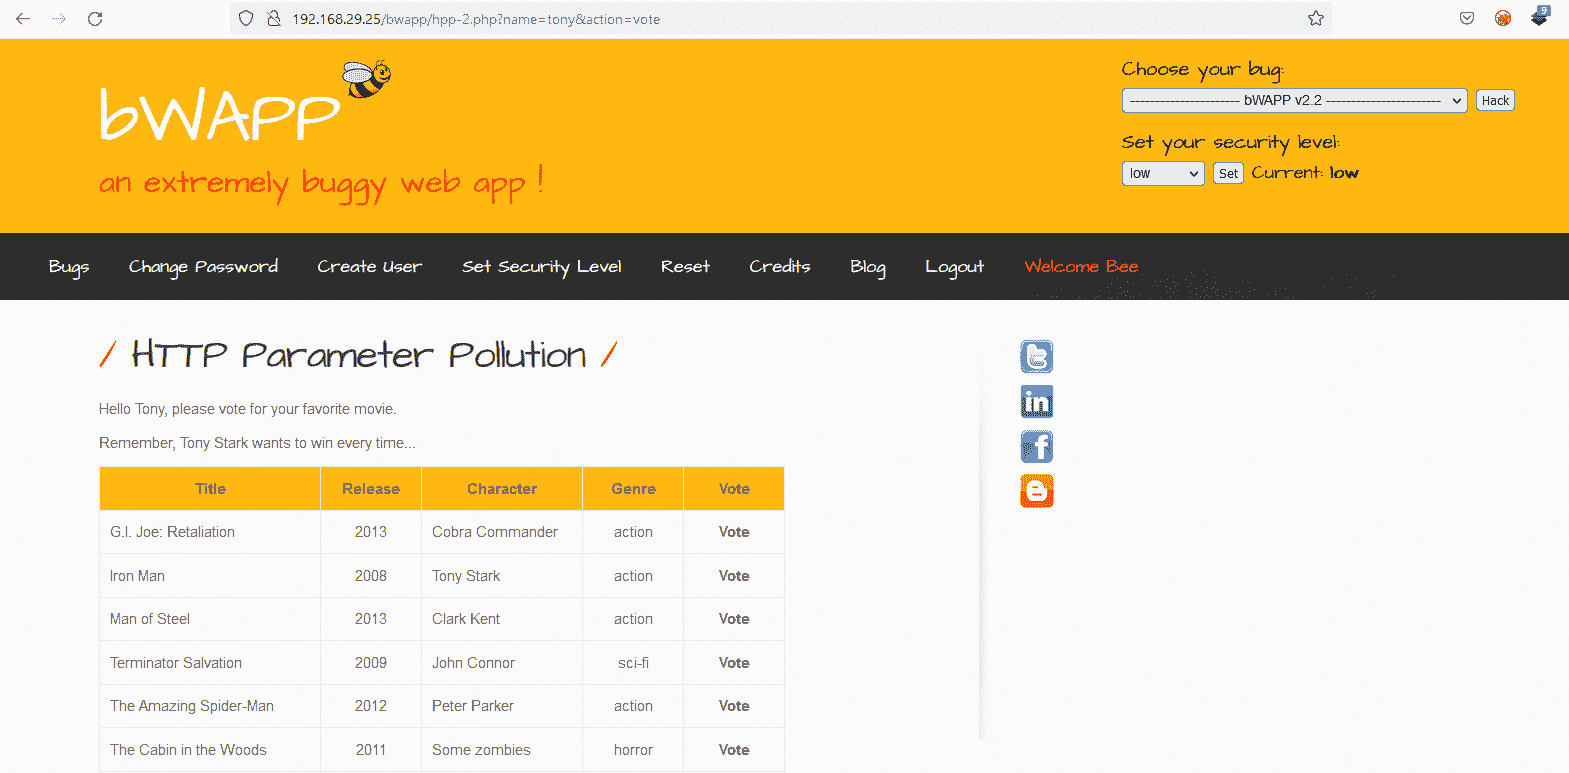 192.168.29.25/bwapp/hpp-2.php?name=tony&action=vote
9
bWAPP
an extremely buggy web app !
Choose your bug:
---------------------- bWAPP v2.2 ----------------------- Hack
Set your security level:
low Set Current: low
Bugs Change Password Create User Set Security Level Reset Credits Blog Logout Welcome Bee
/ HTTP Parameter Pollution /
Hello Tony, please vote for your favorite movie.
Remember, Tony Stark wants to win every time...
Title Release Character Genre Vote
G.I. Joe: Retaliation 2013 Cobra Commander action Vote
Iron Man 2008 Tony Stark action Vote
Man of Steel 2013 Clark Kent action Vote
Terminator Salvation 2009 John Connor sci-fi Vote
The Amazing Spider-Man 2012 Peter Parker action Vote
The Cabin in the Woods 2011 Some zombies horror Vote